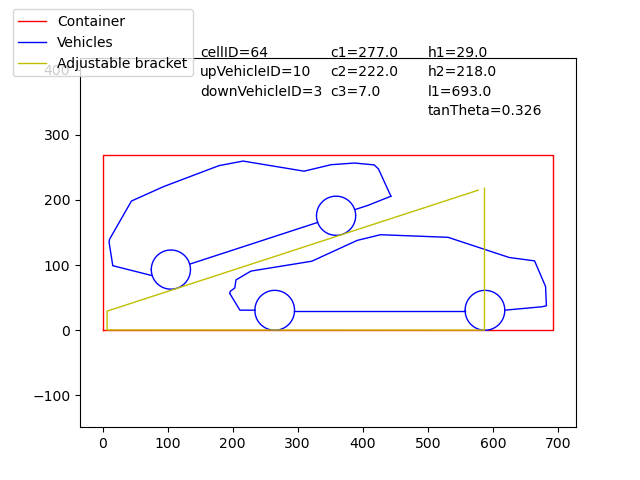 Container
Vehicles
Adjustable bracket
cellID=64 c1=277.0 h1=29.0
upVehicleID=10 c2=222.0 h2=218.0
downVehicleID=3 c3=7.0 l1=693.0
tanTheta=0.326
400
300
200
100
0
−100
0 100 200 300 400 500 600 700